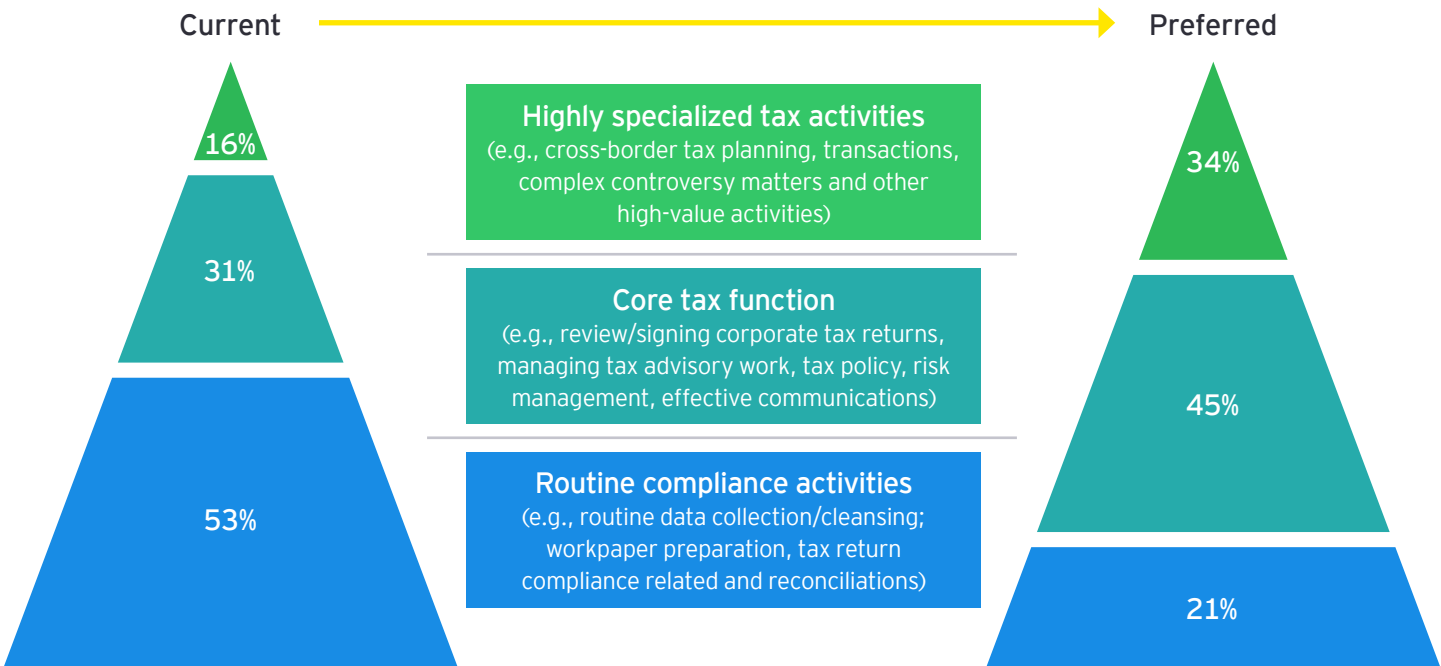 Current
Preferred
16%
31%
53%
Highly specialized tax activities
(e.g., cross-border tax planning, transactions,
complex controversy matters and other
high-value activities)
Core tax function
(e.g., review/signing corporate tax returns,
managing tax advisory work, tax policy, risk
management, effective communications)
Routine compliance activities
(e.g., routine data collection/cleansing;
workpaper preparation, tax return
compliance related and reconciliations)
34%
45%
21%